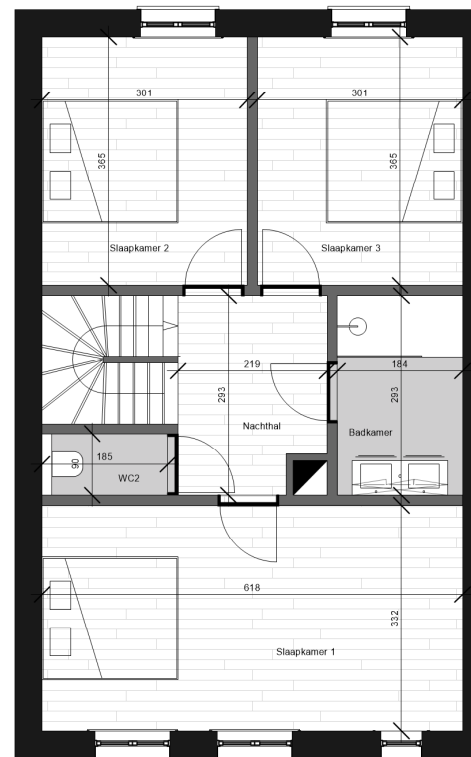 301
301
365
365
Slaapkamer 2
Slaapkamer 3
219
184
293
293
Nachthal
Badkamer
185
90
WC2
618
332
Slaapkamer 1